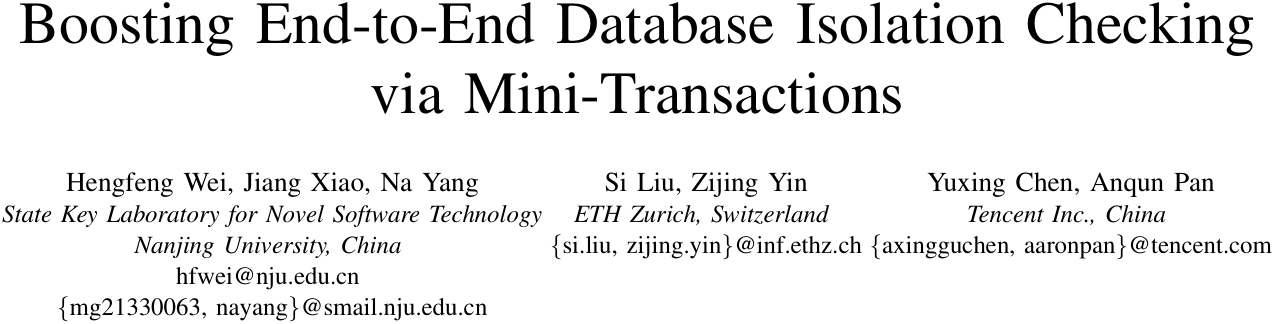 Boosting End-to-End Database Isolation Checking
via Mini-Transactions
Hengfeng Wei, Jiang Xiao, Na Yang
State Key Laboratory for Novel Software Technology
Nanjing University, China
hfwei@nju.edu.cn
{mg21330063, nayang}@smail.nju.edu.cn
Si Liu, Zijing Yin
ETH Zurich, Switzerland
{si.liu, zijing.yin}@inf.ethz.ch
Yuxing Chen, Anqun Pan
Tencent Inc., China
{axingguchen, aaronpan}@tencent.com